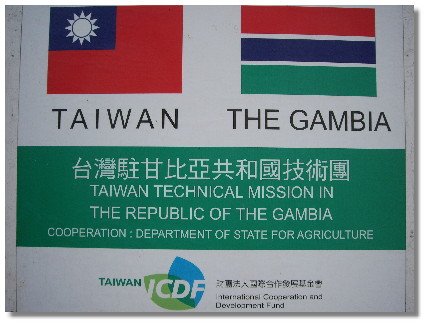 TAIWAN THE GAMBIA
台灣駐甘比亞共和國技術團
TAIWAN TECHNICAL MISSION IN
THE REPUBLIC OF THE GAMBIA
COOPERATION : DEPARTMENT OF STATE FOR AGRICULTURE
TAIWAN ICDF
財團法人國際合作發展基金會
International Cooperation and
Development Fund